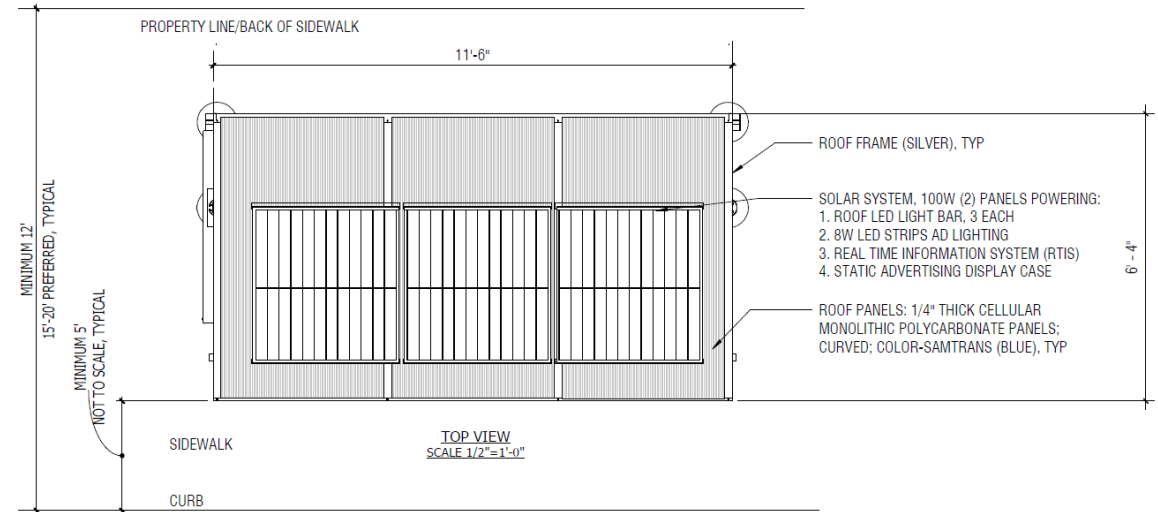 PROPERTY LINE/BACK OF SIDEWALK
11'-6"
ROOF FRAME (SILVER), TYP
SOLAR SYSTEM, 100W (2) PANELS POWERING:
1. ROOF LED LIGHT BAR, 3 EACH
2. 8W LED STRIPS AD LIGHTING
3. REAL TIME INFORMATION SYSTEM (RTIS)
4. STATIC ADVERTISING DISPLAY CASE
6' - 4"
ROOF PANELS: 1/4" THICK CELLULAR
MONOLITHIC POLYCARBONATE PANELS;
CURVED; COLOR-SAMTRANS (BLUE), TYP
MINIMUM 12'
15'-20' PREFERRED, TYPICAL
MINIMUM 5'
NOT TO SCALE, TYPICAL
SIDEWALK
TOP VIEW
SCALE 1/2"=1'-0"
CURB